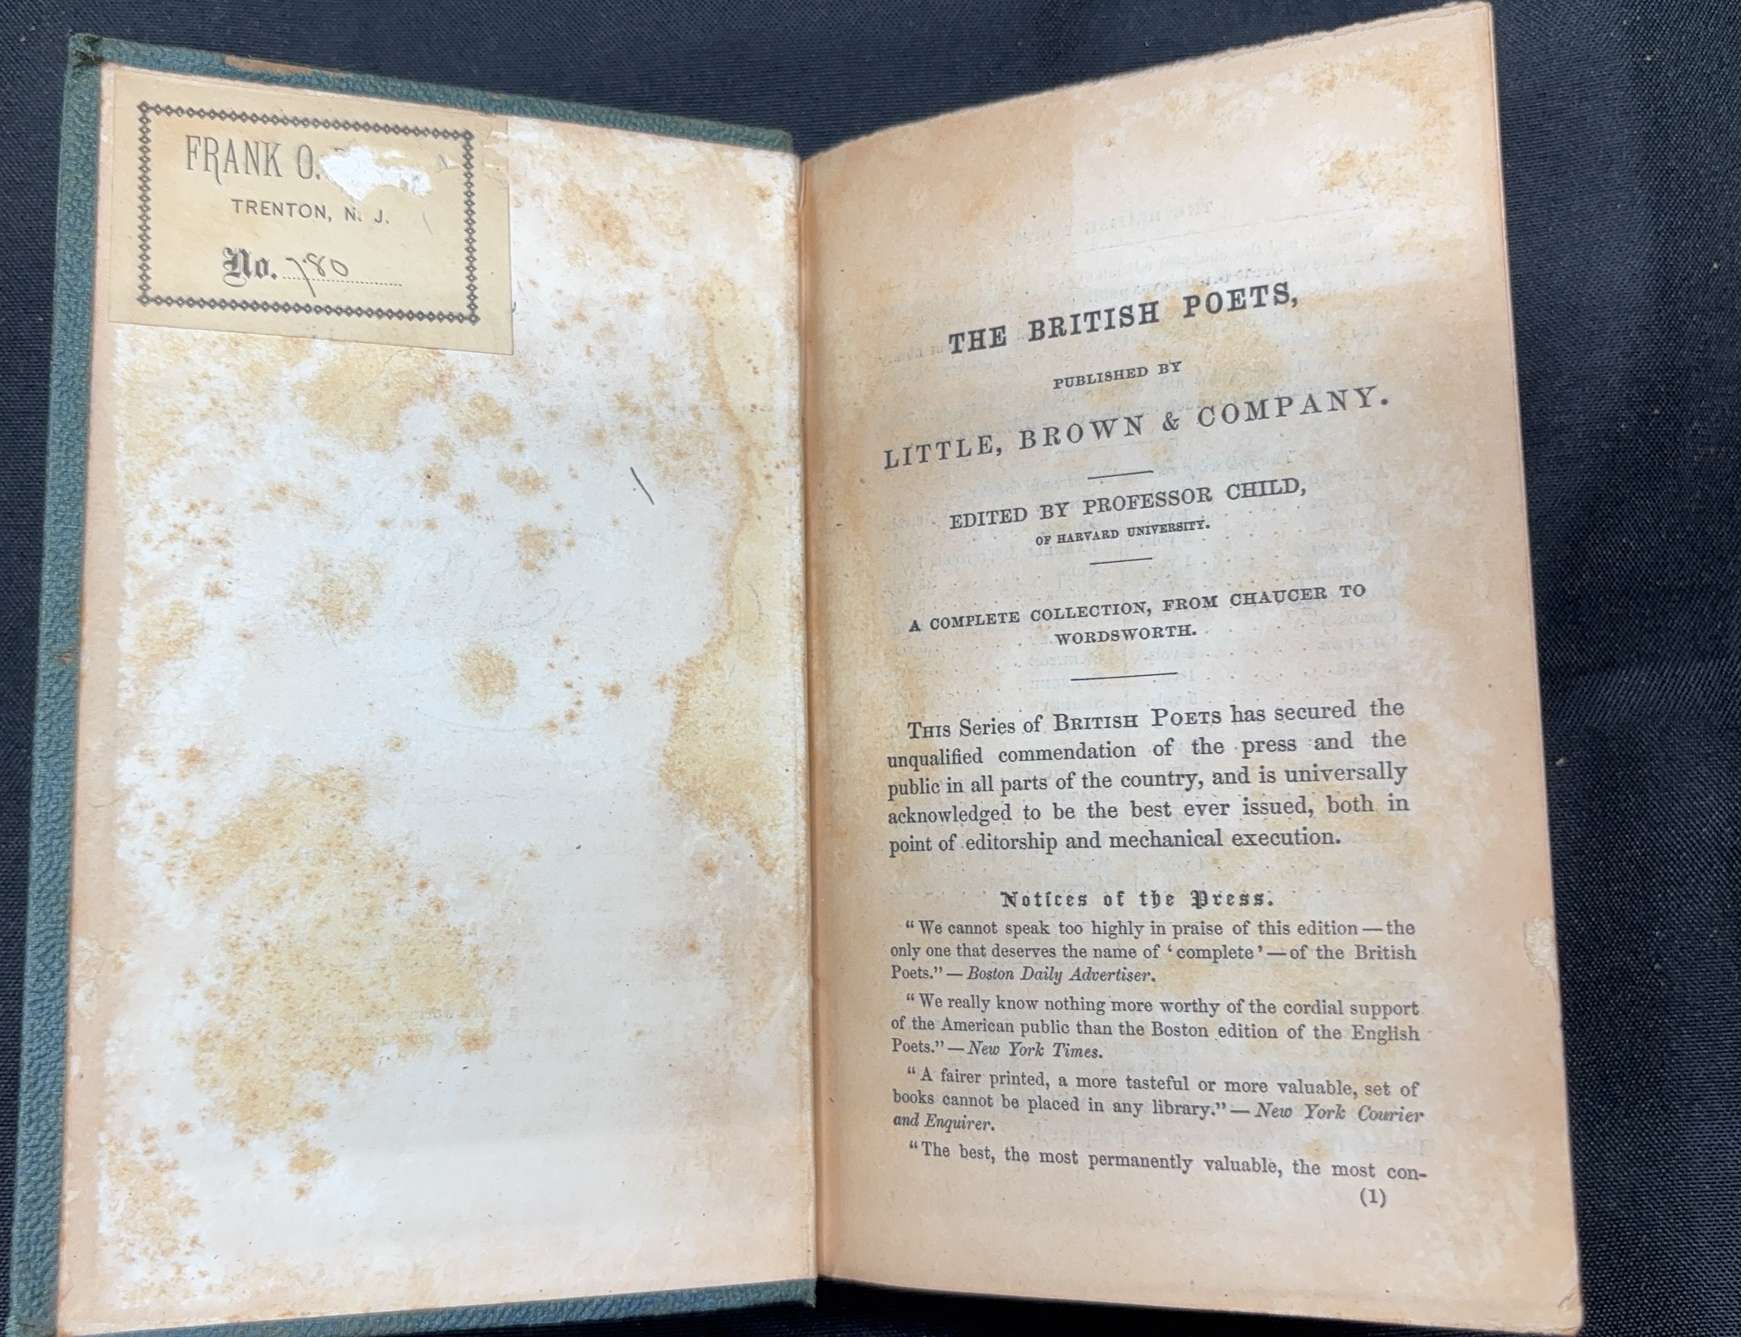 FRANK O.
TRENTON, N. J.
No. 780
THE BRITISH POETS,
PUBLISHED BY
LITTLE, BROWN & COMPANY.
EDITED BY PROFESSOR CHILD,
OF HARVARD UNIVERSITY.
A COMPLETE COLLECTION, FROM CHAUCER TO
WORDSWORTH.
THIS Series of BRITISH POETS has secured the
unqualified commendation of the press and the
public in all parts of the country, and is universally
acknowledged to be the best ever issued, both in
point of editorship and mechanical execution.
Notices of the Press.
“We cannot speak too highly in praise of this edition — the
only one that deserves the name of ‘complete’ — of the British
Poets.” — Boston Daily Advertiser.
“We really know nothing more worthy of the cordial support
of the American public than the Boston edition of the English
Poets.” — New York Times.
“A fairer printed, a more tasteful or more valuable, set of
books cannot be placed in any library.” — New York Courier
and Enquirer.
“The best, the most permanently valuable, the most con-
(1)